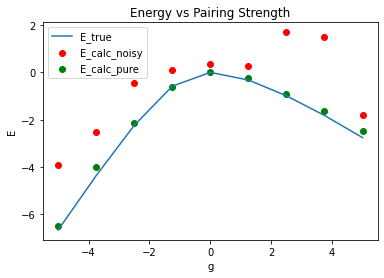 Energy vs Pairing Strength
E_true
E_calc_noisy
E_calc_pure
2
0
−2
−4
−6
E
−4
−2
0
2
4
g